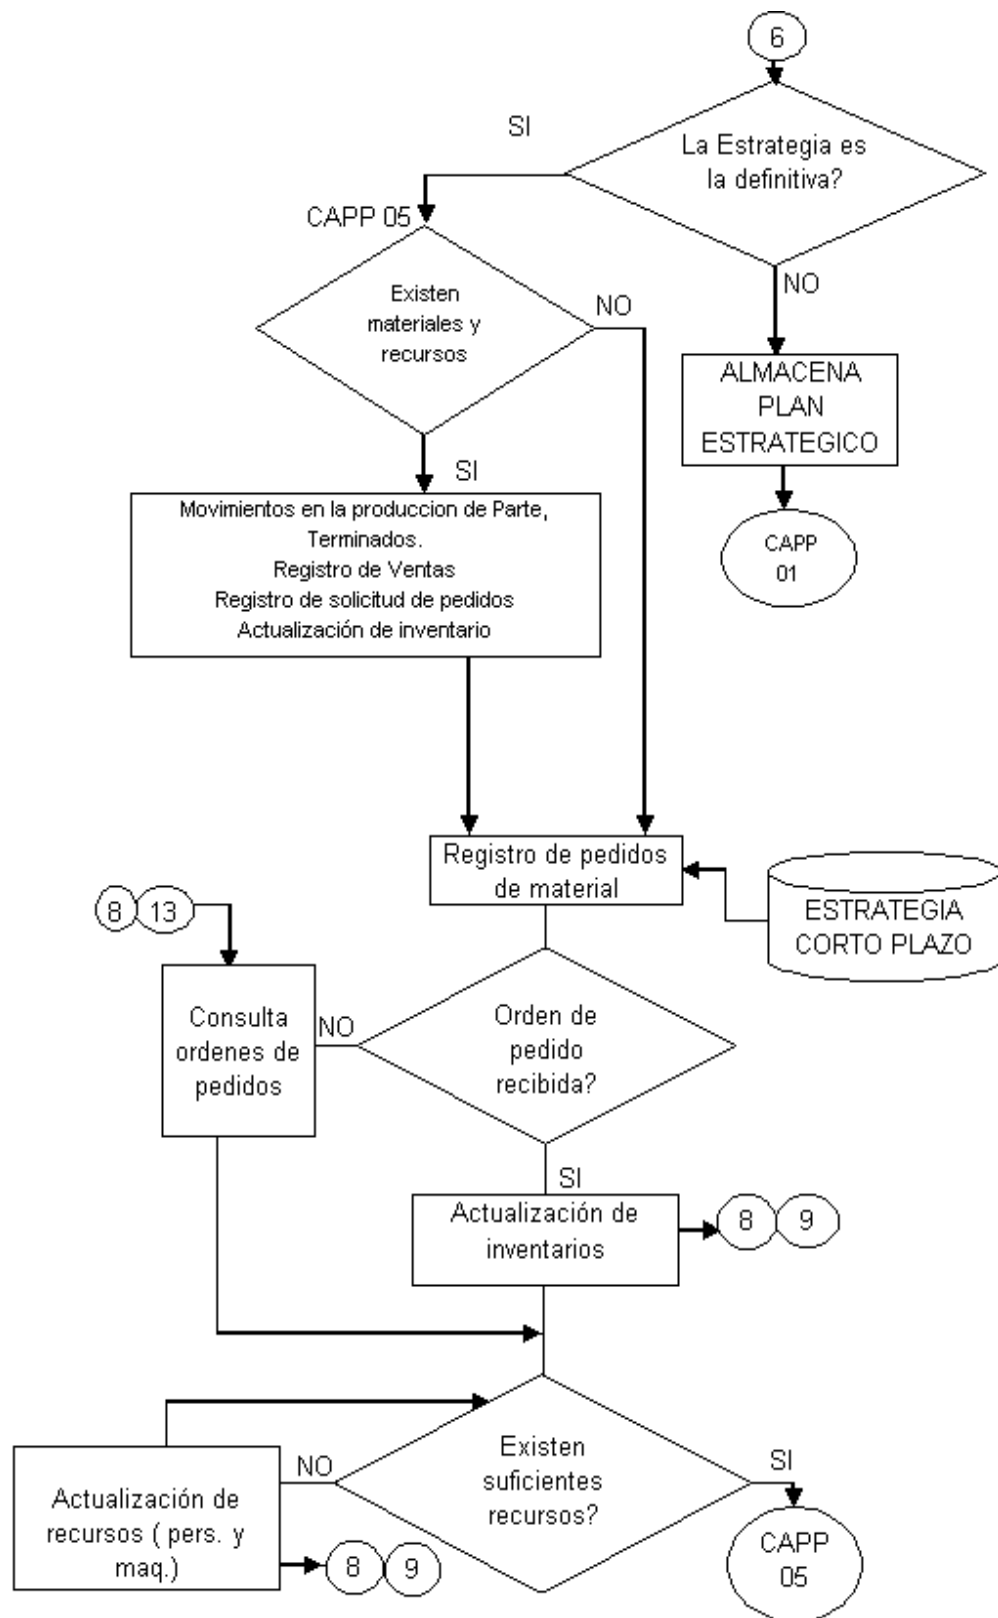 6
SI
La Estrategia es
la definitiva?
CAPP 05
NO
Existen
materiales y
recursos
NO
ALMACENA
PLAN
ESTRATEGICO
SI
Movimientos en la produccion de Parte,
Terminados.
Registro de Ventas
Registro de solicitud de pedidos
Actualización de inventario
CAPP
01
Registro de pedidos
de material
ESTRATEGIA
CORTO PLAZO
8 13
Consulta
ordenes de
pedidos
NO
Orden de
pedido
recibida?
SI
Actualización de
inventarios
8 9
Existen
suficientes
recursos?
NO
SI
Actualización de
recursos ( pers. y
maq.)
8 9
CAPP
05